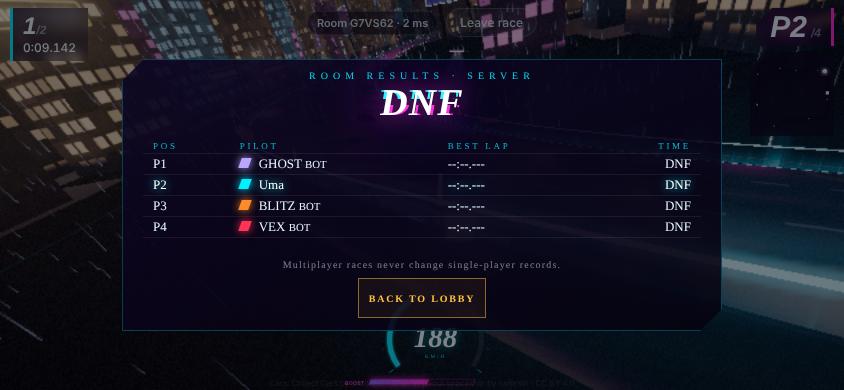 1/2
0:09.142
Room G7VS62 · 2 ms
Leave race
P2 /4
ROOM RESULTS · SERVER
DNF
POS PILOT BEST LAP TIME
P1 GHOST BOT --:--.--- DNF
P2 Uma --:--.--- DNF
P3 BLITZ BOT --:--.--- DNF
P4 VEX BOT --:--.--- DNF
Multiplayer races never change single-player records.
BACK TO LOBBY
188
KM/H
BOOST